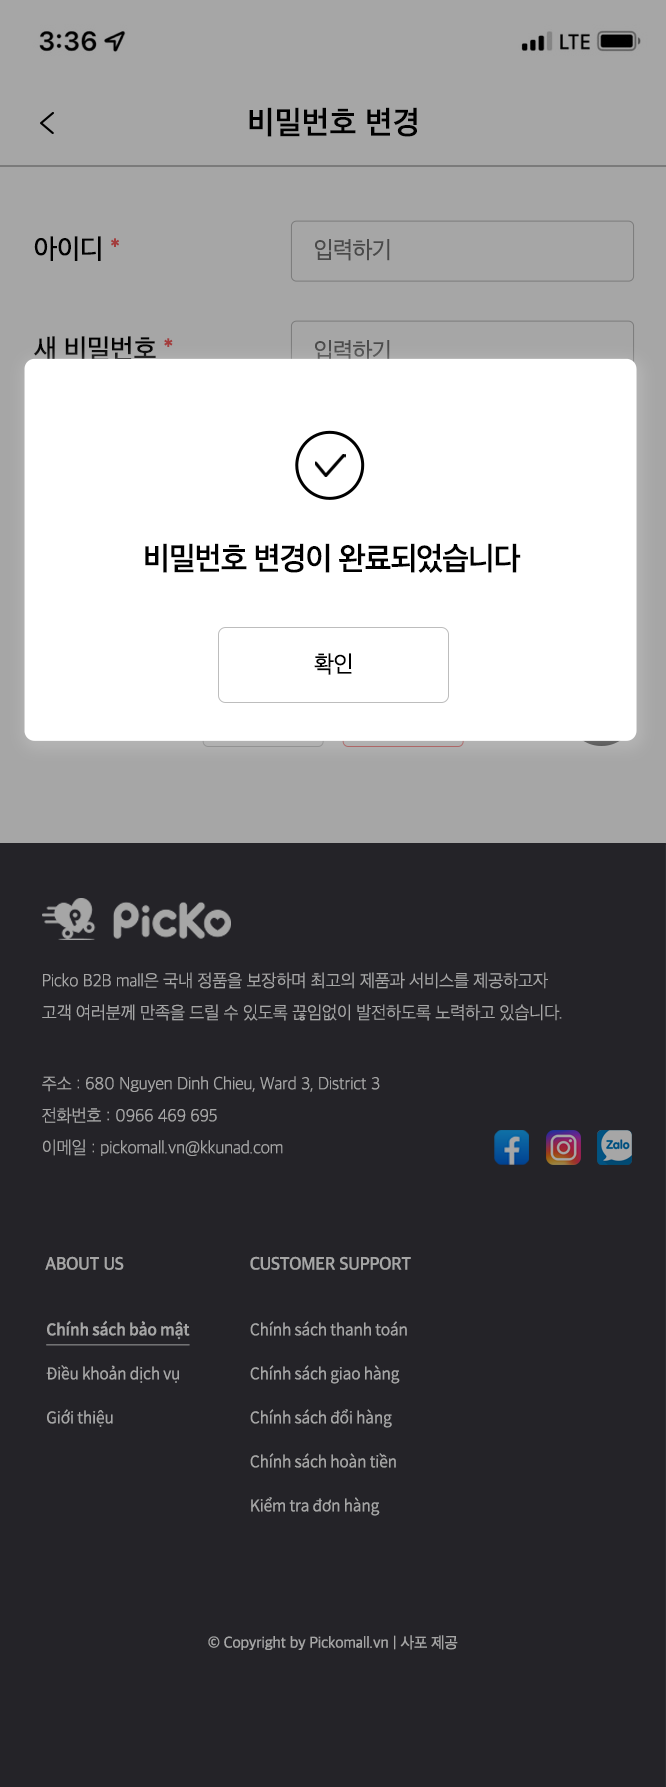 3:36
LTE
비밀번호 변경
아이디 *
입력하기
새 비밀번호 *
입력하기
비밀번호 변경이 완료되었습니다
확인
PicKo
Picko B2B mall은 국내 정품을 보장하며 최고의 제품과 서비스를 제공하고자
고객 여러분께 만족을 드릴 수 있도록 끊임없이 발전하도록 노력하고 있습니다.
주소 : 680 Nguyen Dinh Chieu, Ward 3, District 3
전화번호 : 0966 469 695
이메일 : pickomall.vn@kkunad.com
Zalo
ABOUT US
Chính sách bảo mật
Điều khoản dịch vụ
Giới thiệu
CUSTOMER SUPPORT
Chính sách thanh toán
Chính sách giao hàng
Chính sách đổi hàng
Chính sách hoàn tiền
Kiểm tra đơn hàng
© Copyright by Pickomall.vn | 사포 제공